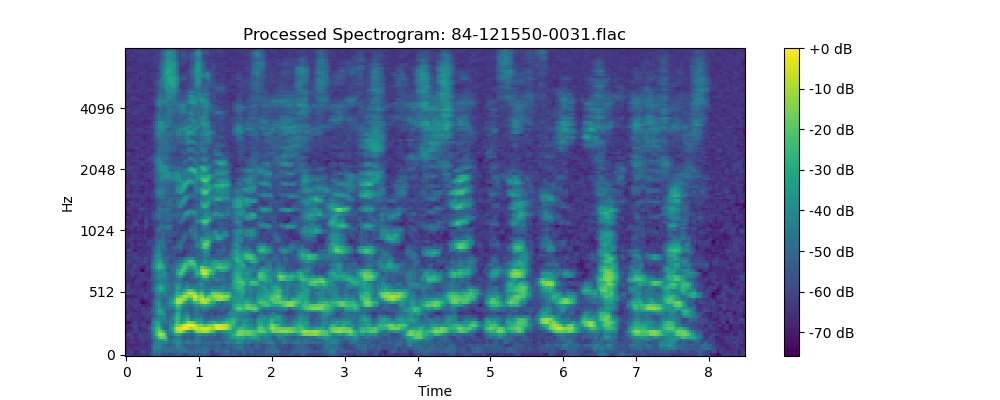 Processed Spectrogram: 84-121550-0031.flac
+0 dB
-10 dB
-20 dB
-30 dB
-40 dB
-50 dB
-60 dB
-70 dB
4096
2048
1024
512
0
Hz
0 1 2 3 4 5 6 7 8
Time